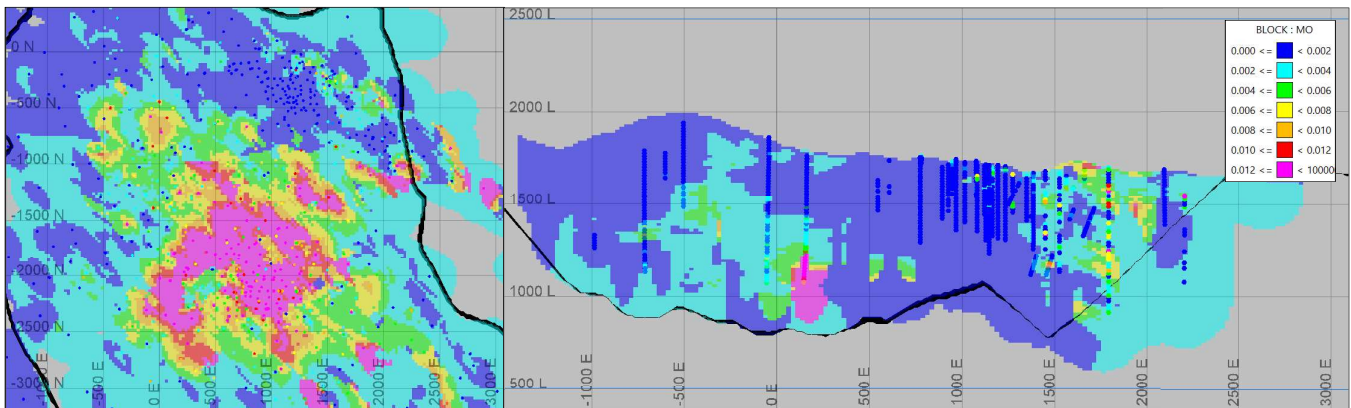 0 N
-500 N
-1000 N
-1500 N
-2000 N
-2500 N
-3000 N
-1000 E
-500 E
0 E
500 E
1000 E
1500 E
2000 E
2500 E
3000 E
2500 L
2000 L
1500 L
1000 L
500 L
-1000 E
-500 E
0 E
500 E
1000 E
1500 E
2000 E
2500 E
3000 E
BLOCK : MO
0.000 <= < 0.002
0.002 <= < 0.004
0.004 <= < 0.006
0.006 <= < 0.008
0.008 <= < 0.010
0.010 <= < 0.012
0.012 <= < 10000